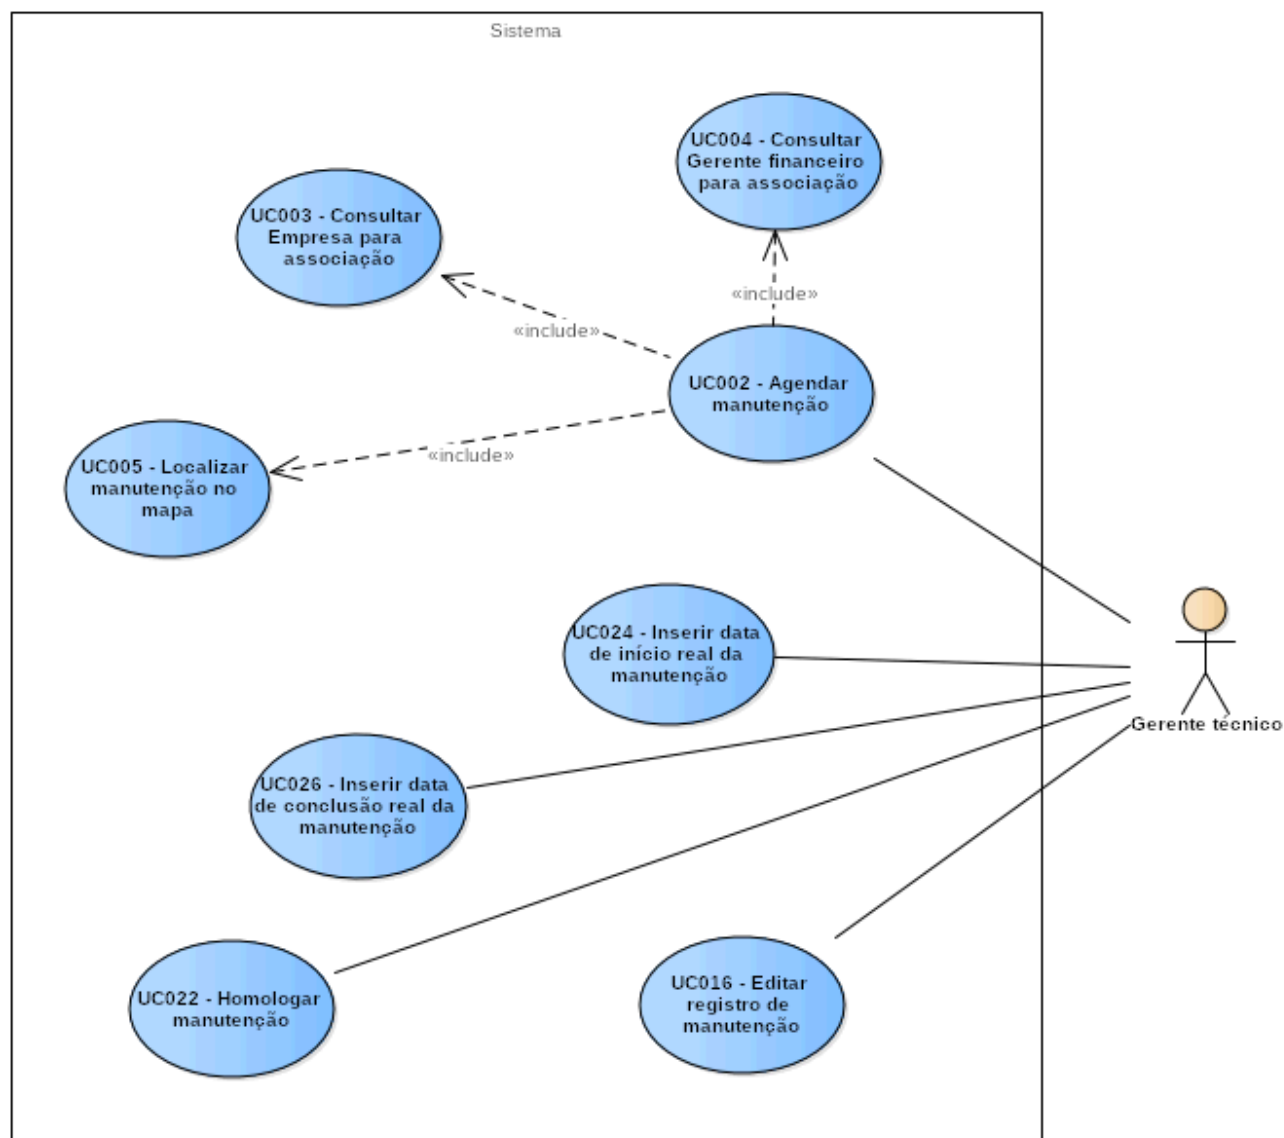 Sistema
UC004 - Consultar
Gerente financeiro
para associação
UC003 - Consultar
Empresa para
associação
«include»
«include»
UC002 - Agendar
manutenção
«include»
UC005 - Localizar
manutenção no
mapa
UC024 - Inserir data
de início real da
manutenção
Gerente técnico
UC026 - Inserir data
de conclusão real da
manutenção
UC022 - Homologar
manutenção
UC016 - Editar
registro de
manutenção